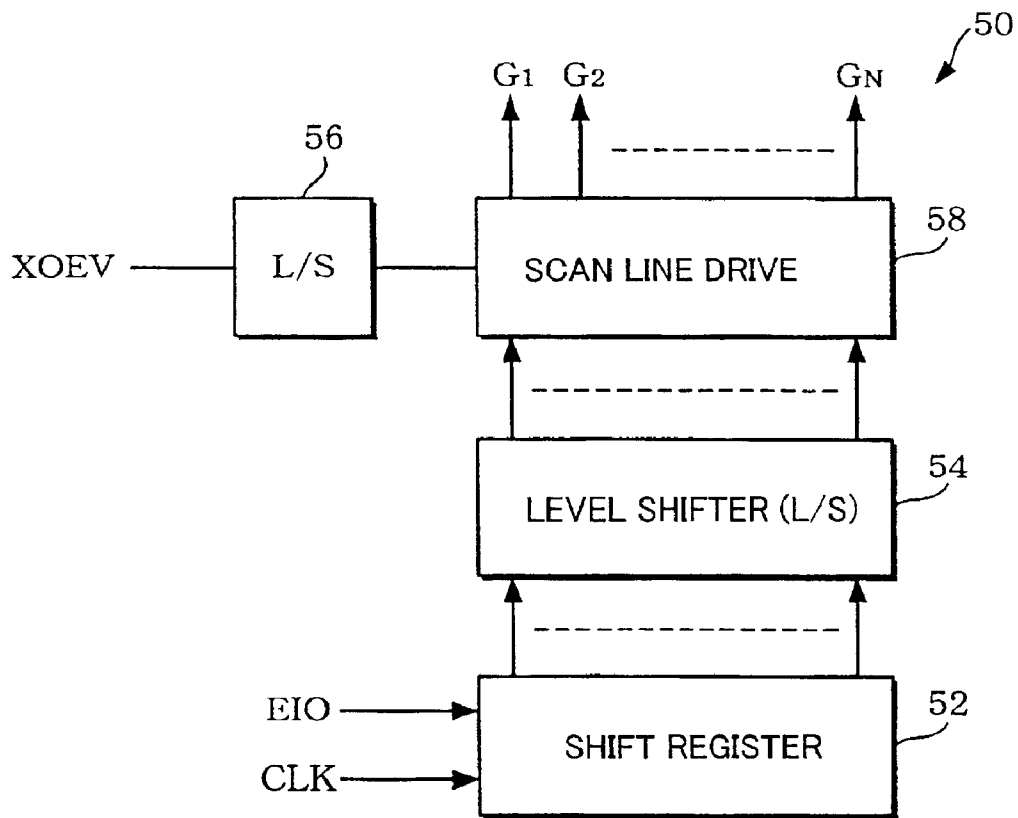 50
G1 G2 GN
56
58
XOEV L/S SCAN LINE DRIVE
54
LEVEL SHIFTER (L/S)
52
EIO
SHIFT REGISTER
CLK